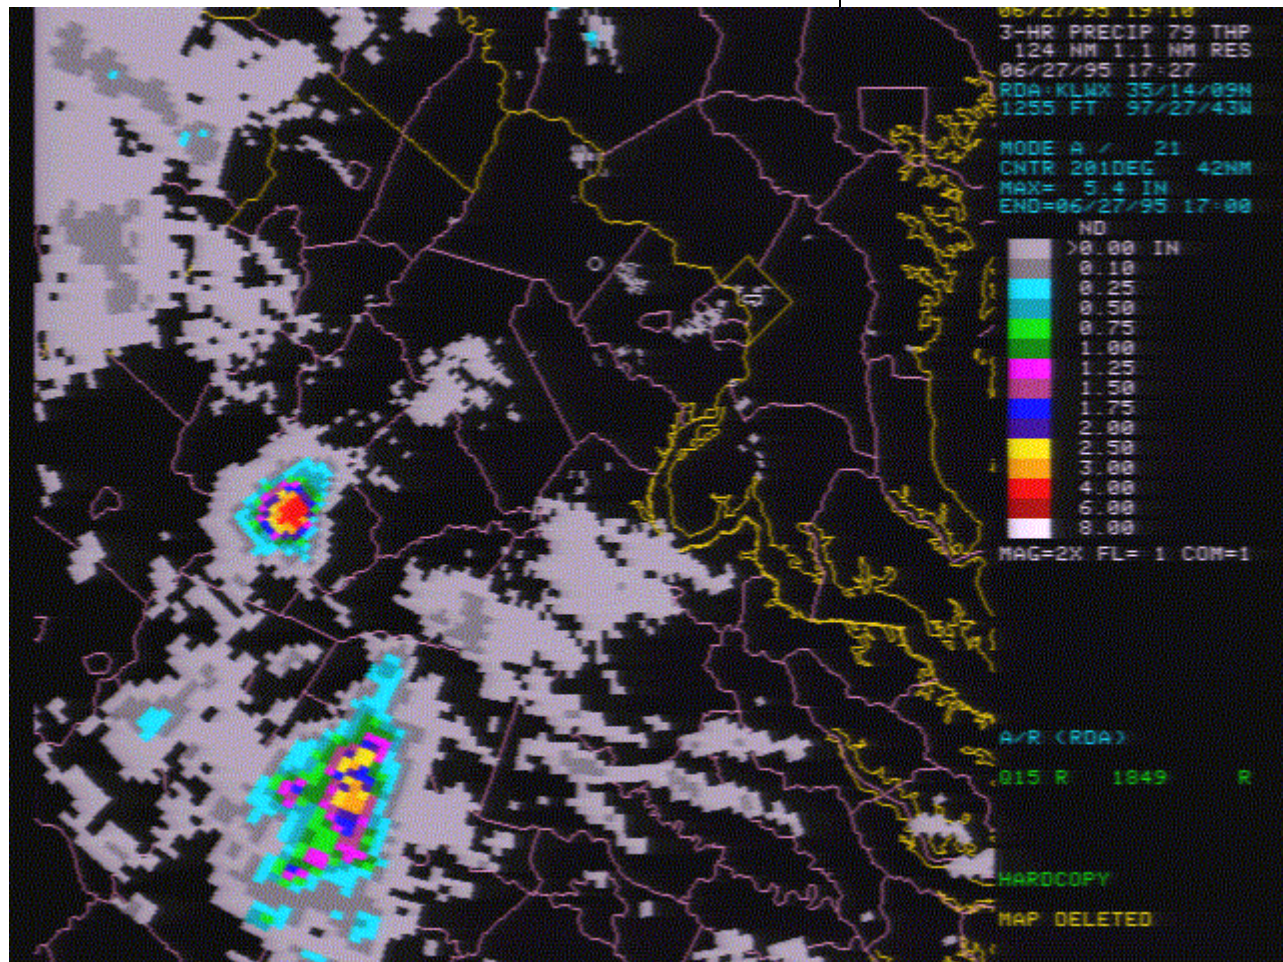 06/27/95 19:10
3-HR PRECIP 79 THP
124 NM 1.1 NM RES
06/27/95 17:27
RDA:KLWX 35/14/09N
1255 FT 97/27/43W
MODE A / 21
CNTR 201DEG 42NM
MAX= 5.4 IN
END=06/27/95 17:00
ND
>0.00 IN
0.10
0.25
0.50
0.75
1.00
1.25
1.50
1.75
2.00
2.50
3.00
4.00
6.00
8.00
MAG=2X FL= 1 COM=1
7
A/R (RDA)
Q15 R 1849 R
HARDCOPY
MAP DELETED